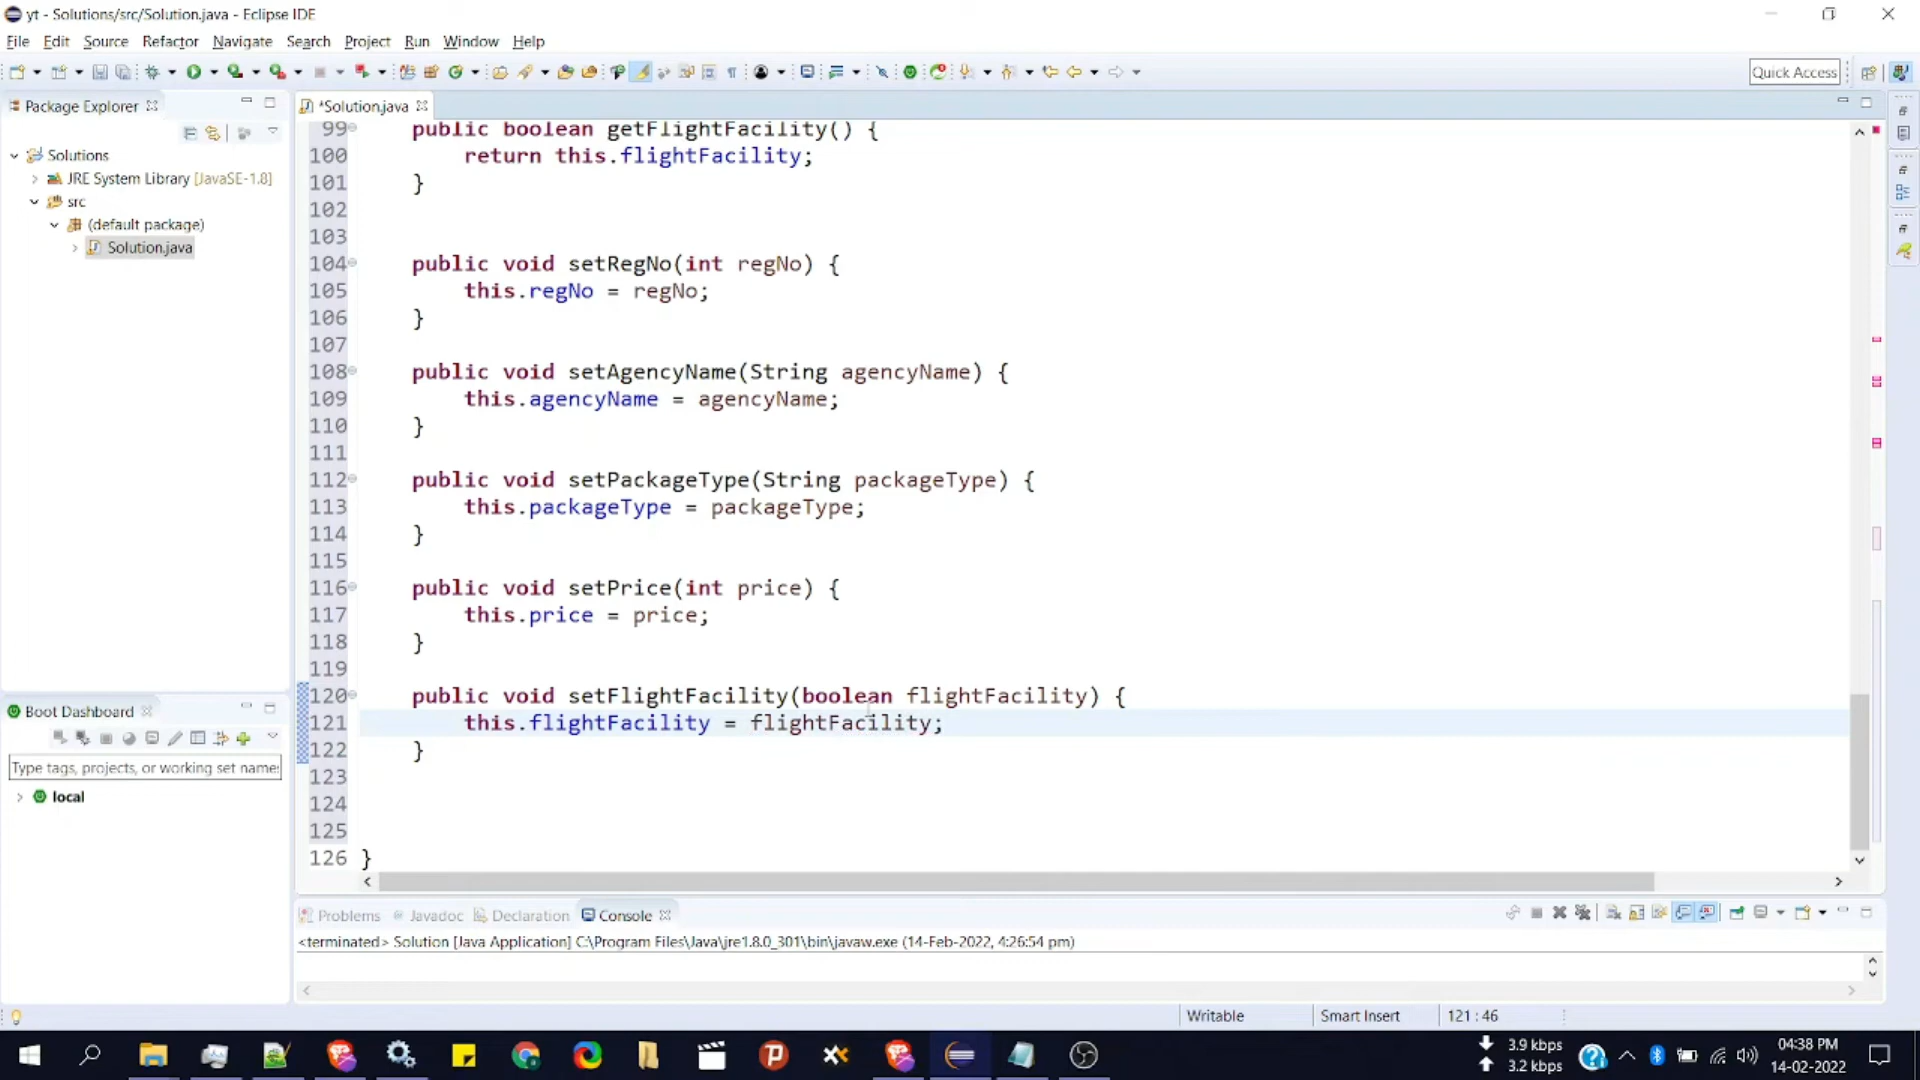 yt - Solutions/src/Solution.java - Eclipse IDE
File Edit Source Refactor Navigate Search Project Run Window Help
Quick Access
Package Explorer
*Solution.java
Solutions
JRE System Library [JavaSE-1.8]
src
(default package)
Solution.java
99 public boolean getFlightFacility() {
100 return this.flightFacility;
101 }
102
103
104 public void setRegNo(int regNo) {
105 this.regNo = regNo;
106 }
107
108 public void setAgencyName(String agencyName) {
109 this.agencyName = agencyName;
110 }
111
112 public void setPackageType(String packageType) {
113 this.packageType = packageType;
114 }
115
116 public void setPrice(int price) {
117 this.price = price;
118 }
119
120 public void setFlightFacility(boolean flightFacility) {
121 this.flightFacility = flightFacility;
122 }
123
124
125
126 }
Boot Dashboard
Type tags, projects, or working set name:
local
Problems Javadoc Declaration Console
<terminated> Solution [Java Application] C:\Program Files\Java\jre1.8.0_301\bin\javaw.exe (14-Feb-2022, 4:26:54 pm)
Writable Smart Insert 121 : 46
3.9 kbps
3.2 kbps
04:38 PM
14-02-2022